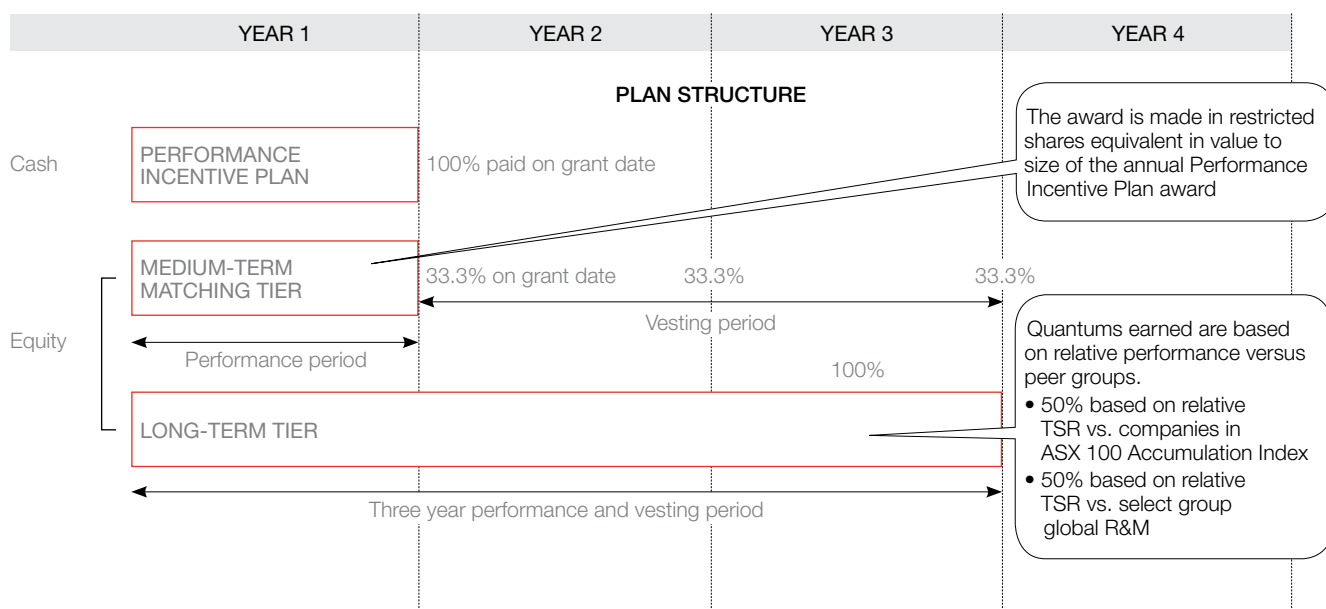 YEAR 1 YEAR 2 YEAR 3 YEAR 4
PLAN STRUCTURE
Cash
PERFORMANCE
INCENTIVE PLAN
100% paid on grant date
The award is made in restricted
shares equivalent in value to
size of the annual Performance
Incentive Plan award
Equity
MEDIUM-TERM
MATCHING TIER
33.3% on grant date 33.3% 33.3%
Vesting period
Performance period
100%
LONG-TERM TIER
Three year performance and vesting period
Quantums earned are based
on relative performance versus
peer groups.
• 50% based on relative
TSR vs. companies in
ASX 100 Accumulation Index
• 50% based on relative
TSR vs. select group
global R&M